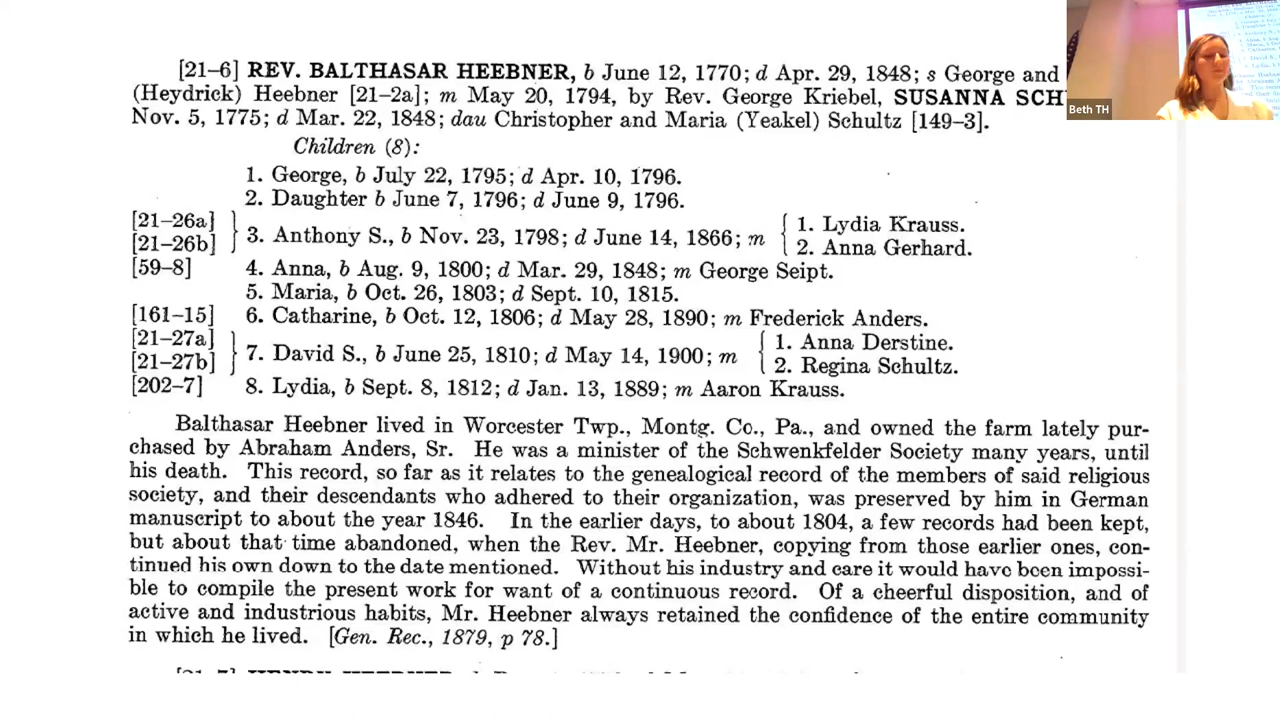 [21–6] REV. BALTHASAR HEEBNER, b June 12, 1770; d Apr. 29, 1848; s George and
(Heydrick) Heebner [21–2a]; m May 20, 1794, by Rev. George Kriebel, SUSANNA
Nov. 5, 1775; d Mar. 22, 1848; dau Christopher and Maria (Yeakel) Schultz [149–3].
Children (8):
1. George, b July 22, 1795; d Apr. 10, 1796.
2. Daughter b June 7, 1796; d June 9, 1796.
[21–26a]
[21–26b] } 3. Anthony S., b Nov. 23, 1798; d June 14, 1866; m { 1. Lydia Krauss.
2. Anna Gerhard.
[59–8] 4. Anna, b Aug. 9, 1800; d Mar. 29, 1848; m George Seipt.
5. Maria, b Oct. 26, 1803; d Sept. 10, 1815.
[161–15] 6. Catharine, b Oct. 12, 1806; d May 28, 1890; m Frederick Anders.
[21–27a]
[21–27b] } 7. David S., b June 25, 1810; d May 14, 1900; m { 1. Anna Derstine.
2. Regina Schultz.
[202–7] 8. Lydia, b Sept. 8, 1812; d Jan. 13, 1889; m Aaron Krauss.
Balthasar Heebner lived in Worcester Twp., Montg. Co., Pa., and owned the farm lately pur-
chased by Abraham Anders, Sr. He was a minister of the Schwenkfelder Society many years, until
his death. This record, so far as it relates to the genealogical record of the members of said religious
society, and their descendants who adhered to their organization, was preserved by him in German
manuscript to about the year 1846. In the earlier days, to about 1804, a few records had been kept,
but about that time abandoned, when the Rev. Mr. Heebner, copying from those earlier ones, con-
tinued his own down to the date mentioned. Without his industry and care it would have been impossi-
ble to compile the present work for want of a continuous record. Of a cheerful disposition, and of
active and industrious habits, Mr. Heebner always retained the confidence of the entire community
in which he lived. [Gen. Rec., 1879, p 78.]
Beth TH